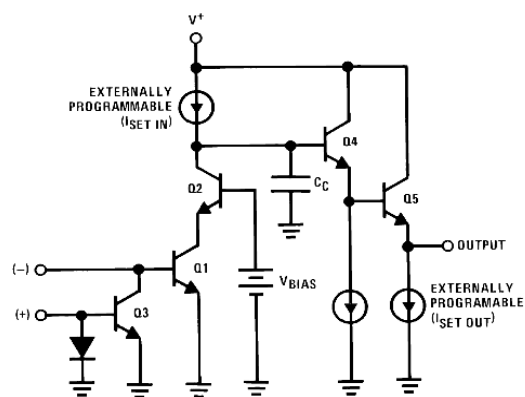 V+
EXTERNALLY
PROGRAMMABLE
(ISET IN)
Q4
Q2
CC
Q5
OUTPUT
(−)
Q1
VBIAS
EXTERNALLY
PROGRAMABLE
(ISET OUT)
(+)
Q3